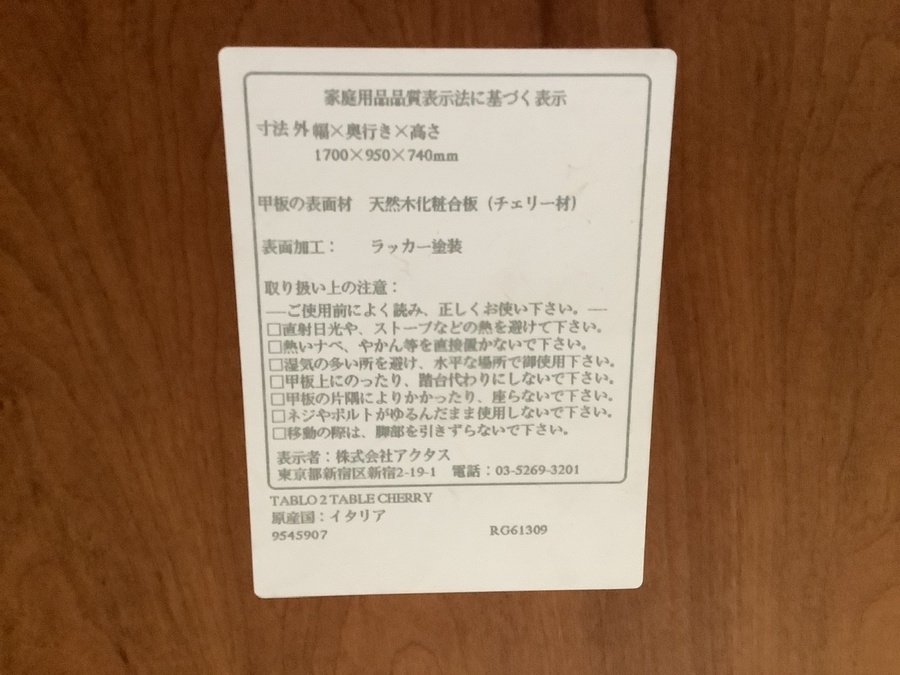 家庭用品品質表示法に基づく表示
寸法 外 幅×奥行き×高さ
1700×950×740mm
甲板の表面材　天然木化粧合板（チェリー材）
表面加工：　ラッカー塗装
取り扱い上の注意：
―ご使用前によく読み、正しくお使い下さい。―
□直射日光や、ストーブなどの熱を避けて下さい。
□熱いナベ、やかん等を直接置かないで下さい。
□湿気の多い所を避け、水平な場所で御使用下さい。
□甲板上にのったり、踏台代わりにしないで下さい。
□甲板の片隅によりかかったり、座らないで下さい。
□ネジやボルトがゆるんだまま使用しないで下さい。
□移動の際は、脚部を引きずらないで下さい。
表示者：株式会社アクタス
東京都新宿区新宿2-19-1　電話：03-5269-3201
TABLO 2 TABLE CHERRY
原産国：イタリア
9545907　RG61309